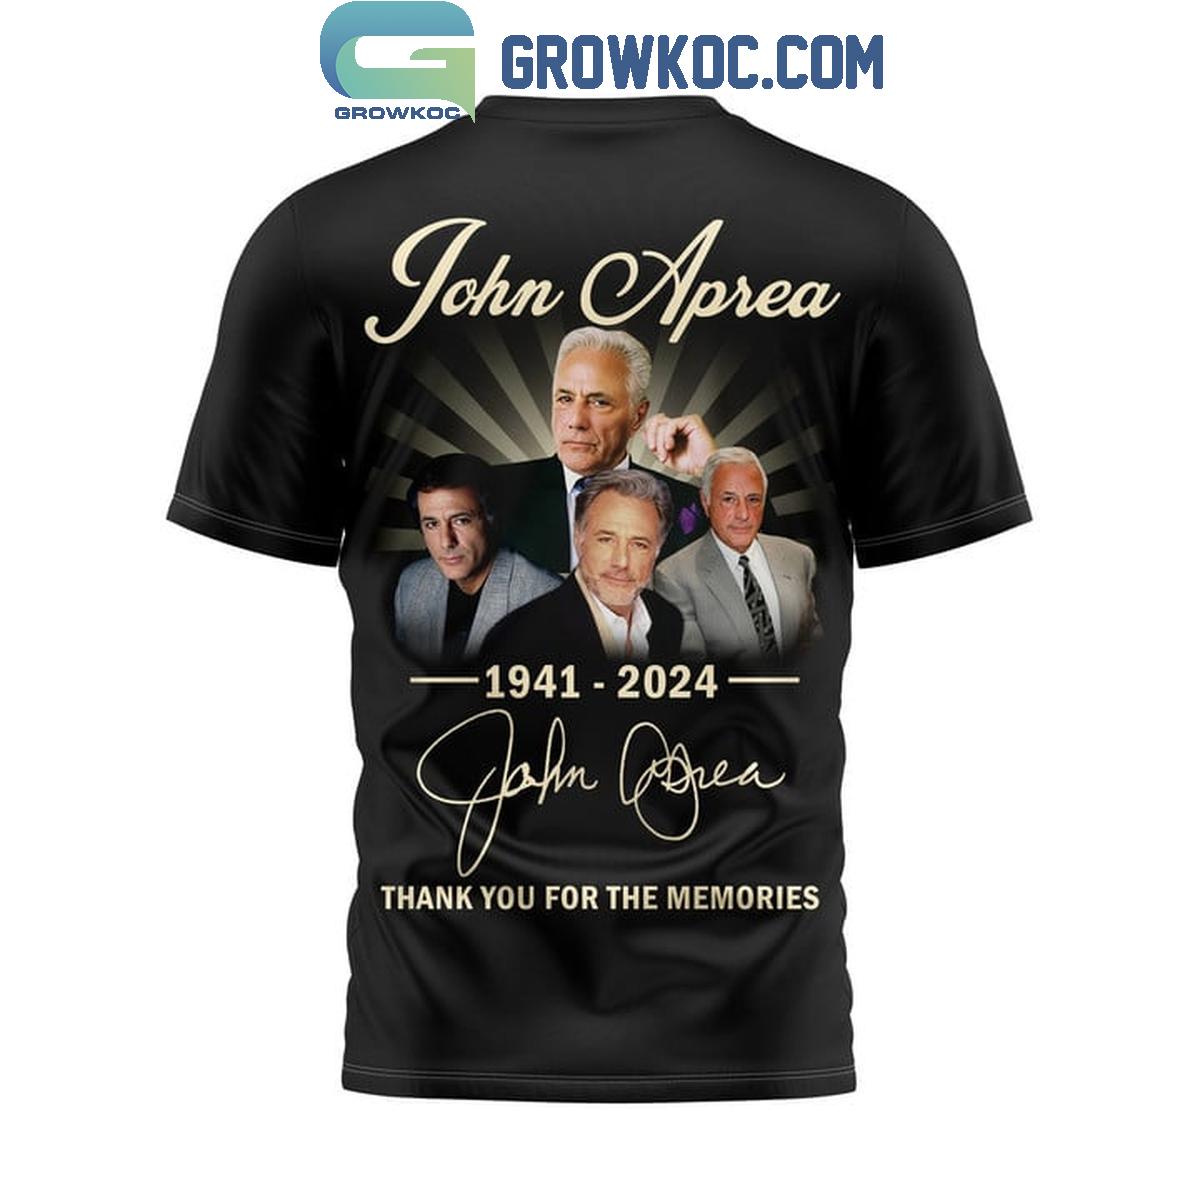 GROWKOC.COM
GROWKOC
John Aprea
1941 - 2024
John Aprea
THANK YOU FOR THE MEMORIES